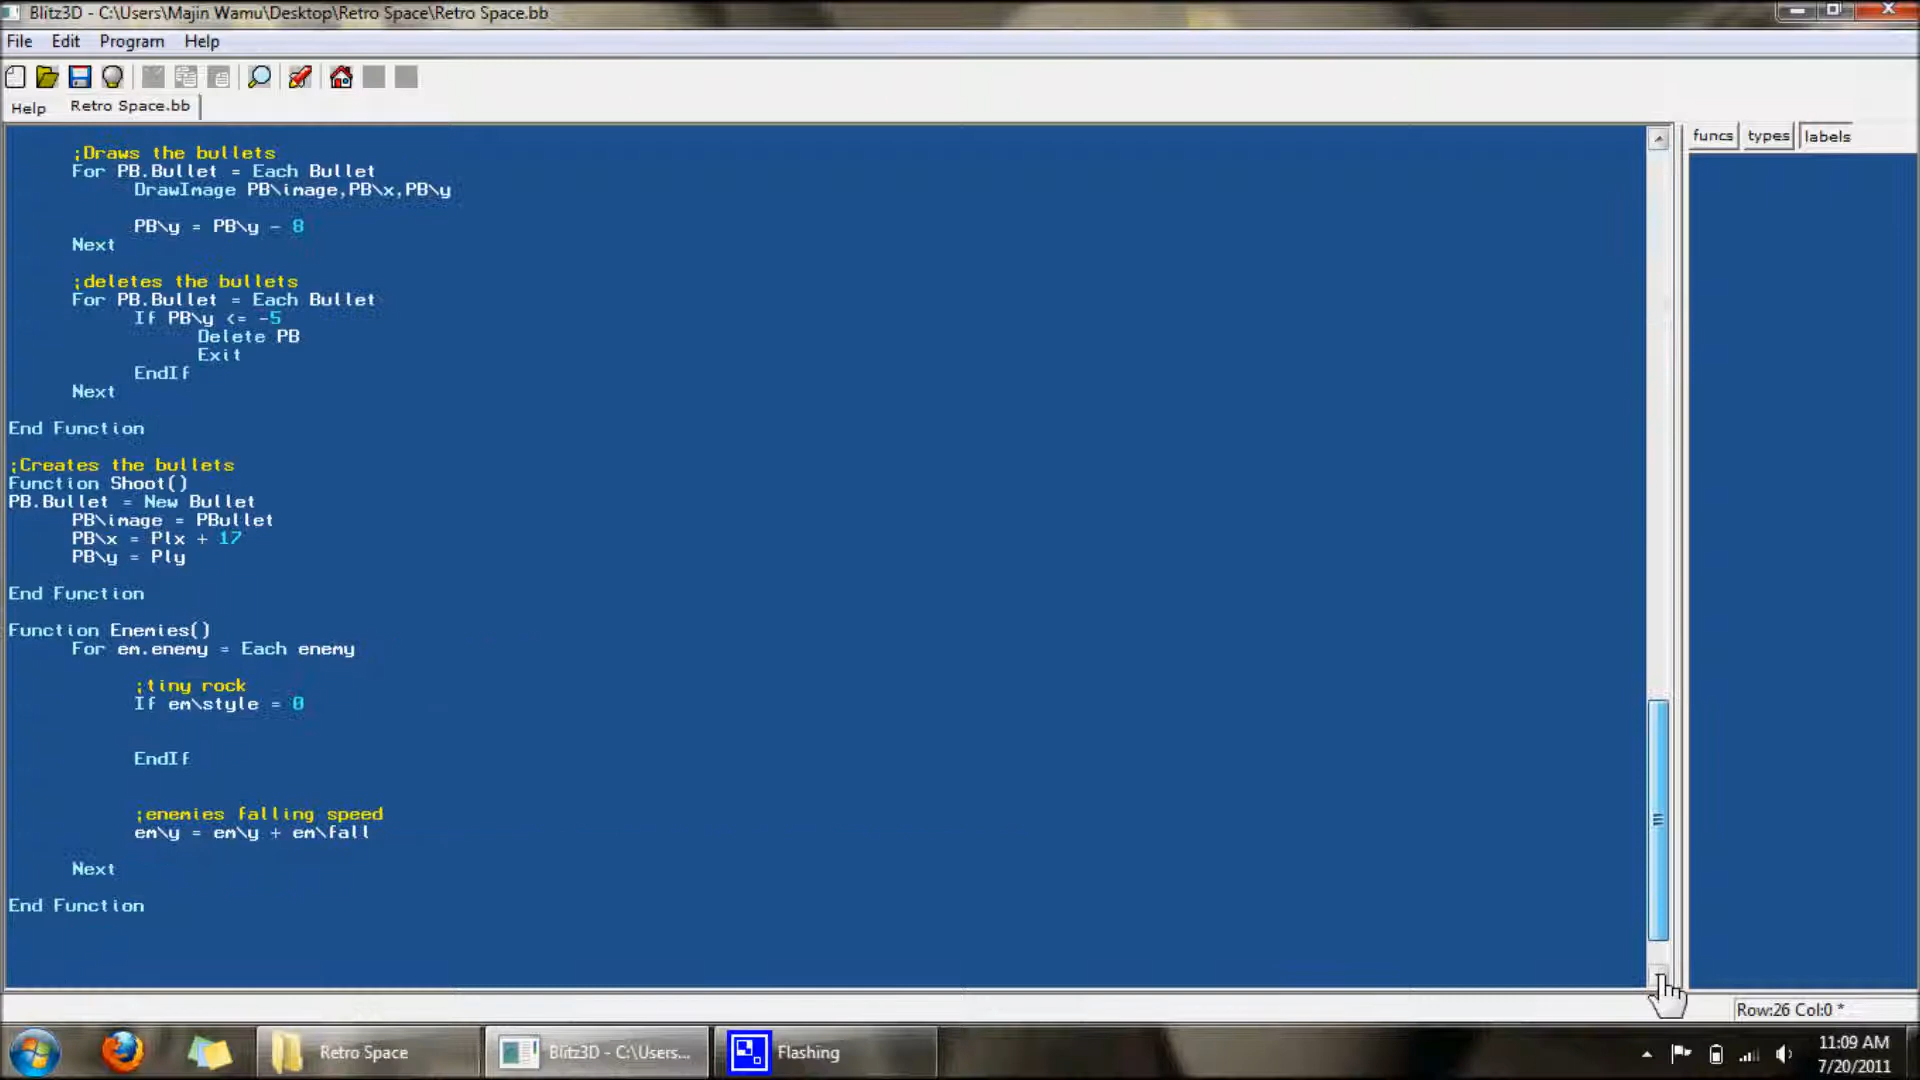 Blitz3D - C:\Users\Majin Wamu\Desktop\Retro Space\Retro Space.bb
File Edit Program Help
Help Retro Space.bb
funcs types labels
;Draws the bullets
For PB.Bullet = Each Bullet
DrawImage PB\image,PB\x,PB\y
PB\y = PB\y - 8
Next
;deletes the bullets
For PB.Bullet = Each Bullet
If PB\y <= -5
Delete PB
Exit
EndIf
Next
End Function
;Creates the bullets
Function Shoot()
PB.Bullet = New Bullet
PB\image = PBullet
PB\x = Plx + 17
PB\y = Ply
End Function
Function Enemies()
For em.enemy = Each enemy
;tiny rock
If em\style = 0
EndIf
;enemies falling speed
em\y = em\y + em\fall
Next
End Function
Row:26 Col:0 *
Retro Space
Blitz3D - C:\Users...
Flashing
11:09 AM
7/20/2011